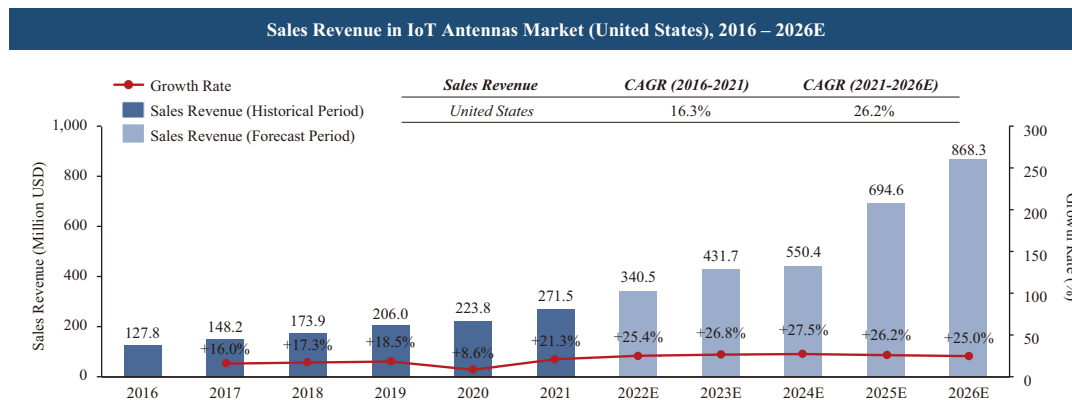 Sales Revenue in IoT Antennas Market (United States), 2016 – 2026E
Growth Rate
Sales Revenue (Historical Period)
Sales Revenue (Forecast Period)
Sales Revenue CAGR (2016-2021) CAGR (2021-2026E)
United States 16.3% 26.2%
Sales Revenue (Million USD)
1,000
800
600
400
200
0
127.8 148.2 173.9 206.0 223.8 271.5 340.5 431.7 550.4 694.6 868.3
+16.0% +17.3% +18.5% +8.6% +21.3% +25.4% +26.8% +27.5% +26.2% +25.0%
2016 2017 2018 2019 2020 2021 2022E 2023E 2024E 2025E 2026E
300
250
200
150
100
50
0
Growth Rate (%)